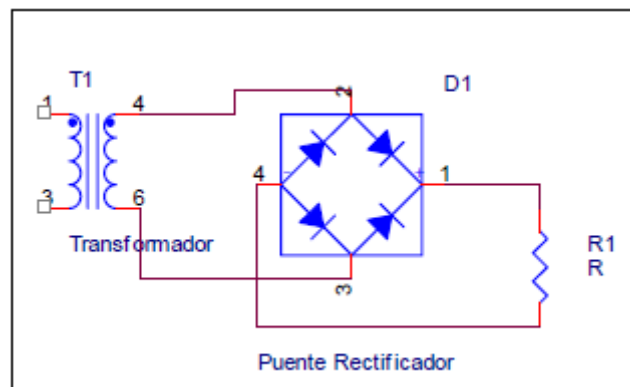 T1
D1
1
4
2
3
6
4
-
+
1
3
Transformador
R1
R
Puente Rectificador